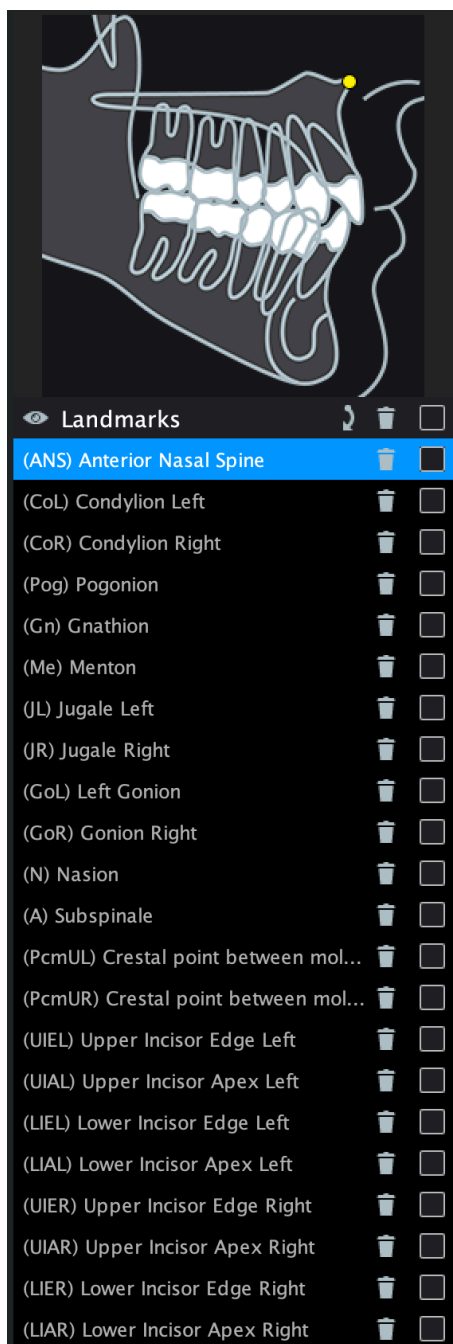 Landmarks
(ANS) Anterior Nasal Spine
(CoL) Condylion Left
(CoR) Condylion Right
(Pog) Pogonion
(Gn) Gnathion
(Me) Menton
(JL) Jugale Left
(JR) Jugale Right
(GoL) Left Gonion
(GoR) Gonion Right
(N) Nasion
(A) Subspinale
(PcmUL) Crestal point between mol...
(PcmUR) Crestal point between mol...
(UIEL) Upper Incisor Edge Left
(UIAL) Upper Incisor Apex Left
(LIEL) Lower Incisor Edge Left
(LIAL) Lower Incisor Apex Left
(UIER) Upper Incisor Edge Right
(UIAR) Upper Incisor Apex Right
(LIER) Lower Incisor Edge Right
(LIAR) Lower Incisor Apex Right